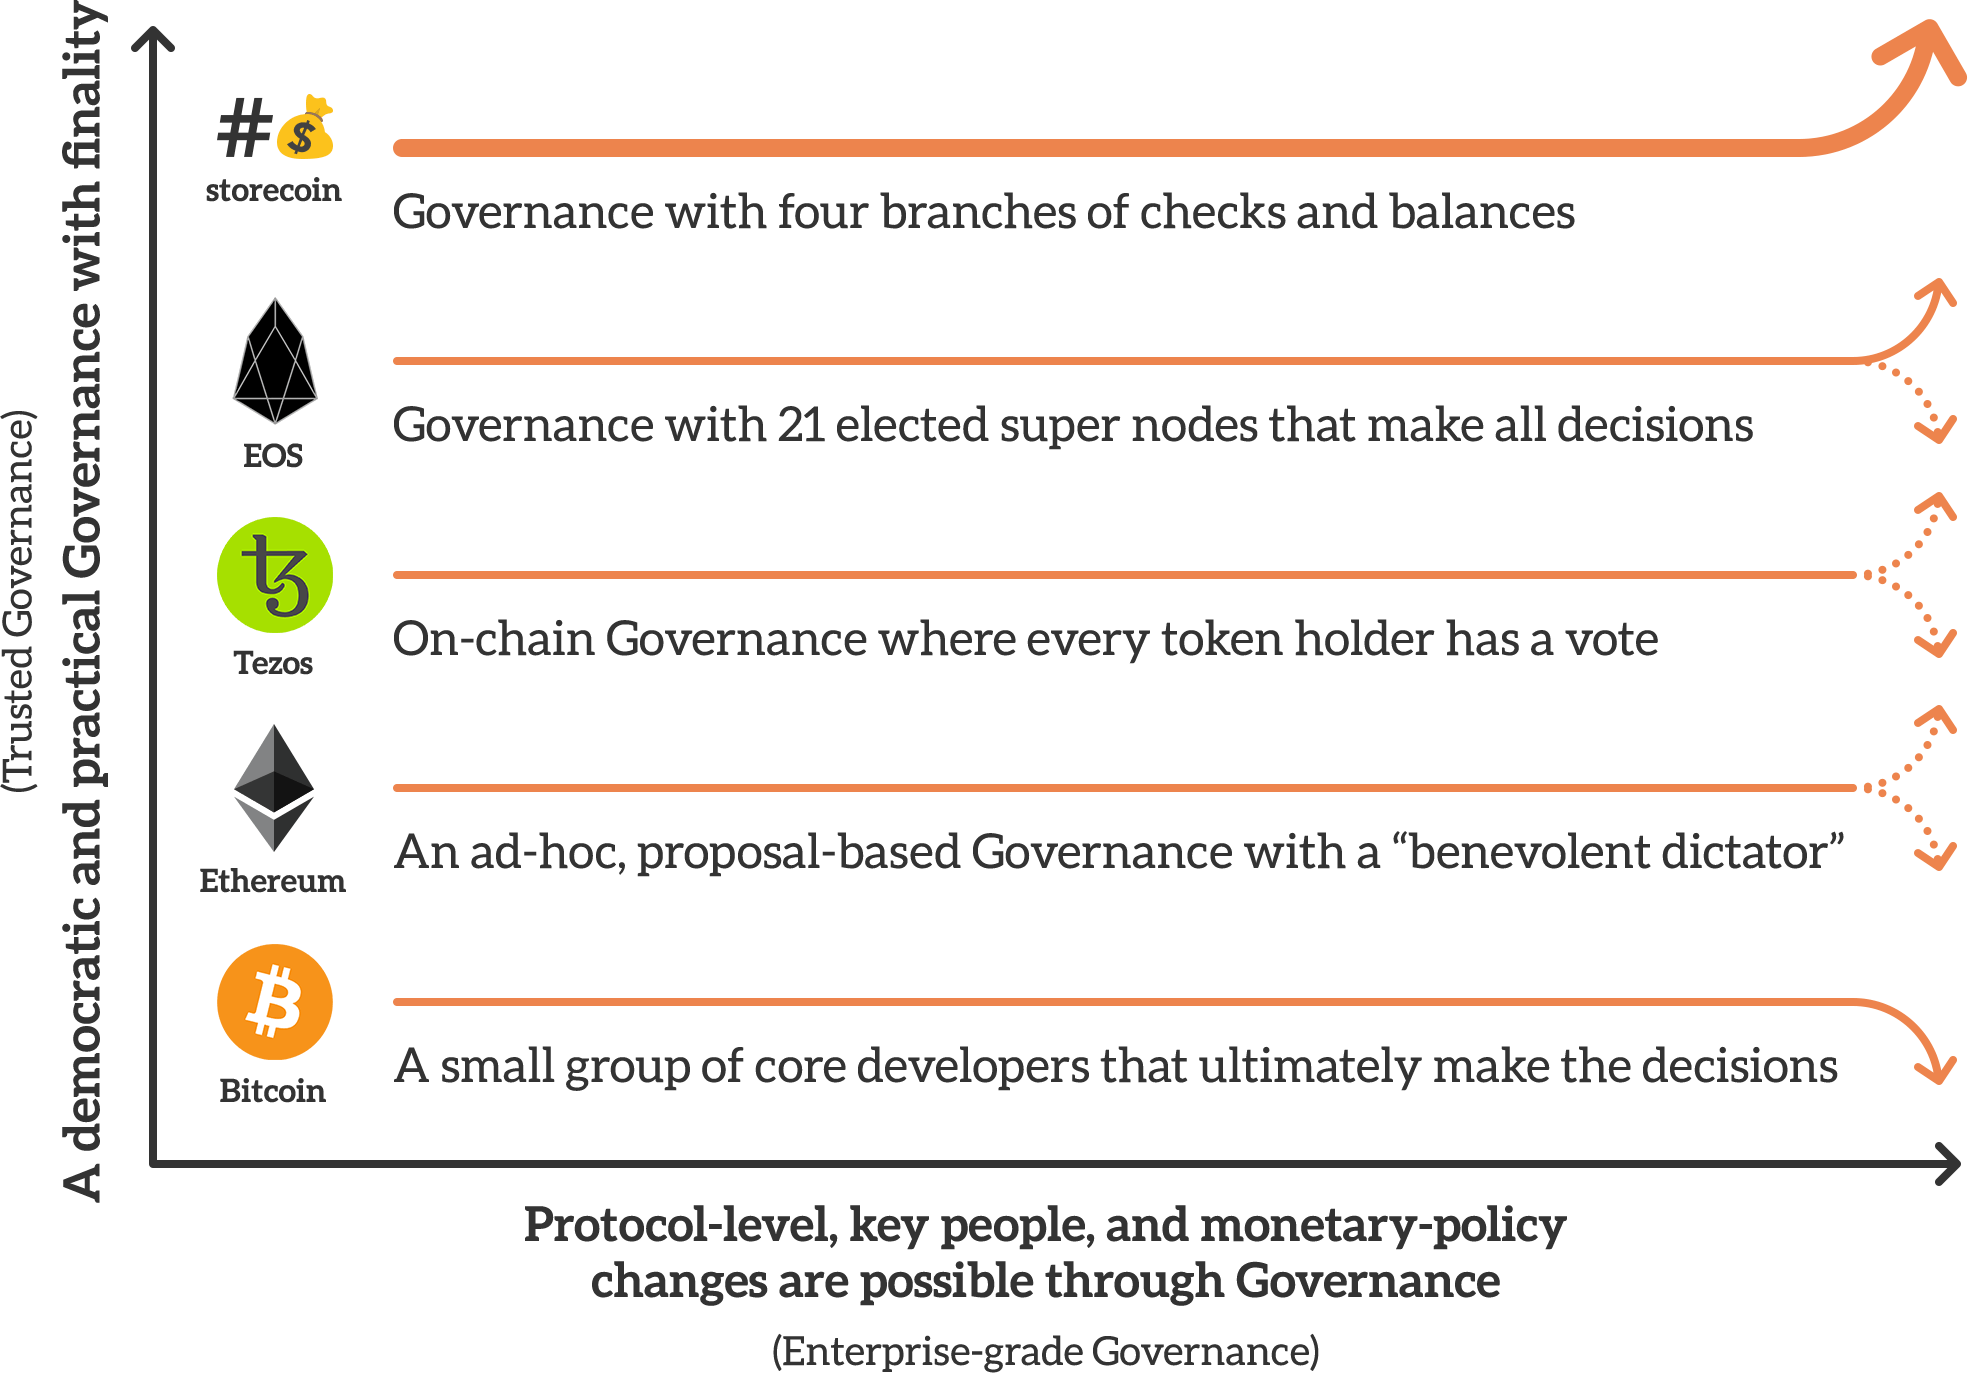 (Trusted Governance)
A democratic and practical Governance with finality
#💰
storecoin
Governance with four branches of checks and balances
EOS
Governance with 21 elected super nodes that make all decisions
Tezos
On-chain Governance where every token holder has a vote
Ethereum
An ad-hoc, proposal-based Governance with a “benevolent dictator”
Bitcoin
A small group of core developers that ultimately make the decisions
Protocol-level, key people, and monetary-policy
changes are possible through Governance
(Enterprise-grade Governance)